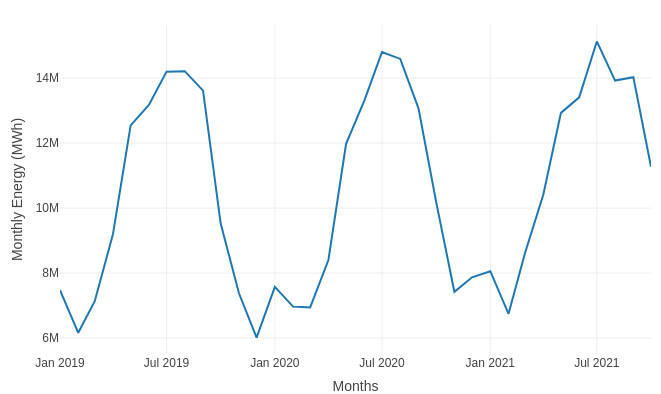 14M
12M
10M
8M
6M
Monthly Energy (MWh)
Jan 2019
Jul 2019
Jan 2020
Jul 2020
Jan 2021
Jul 2021
Months